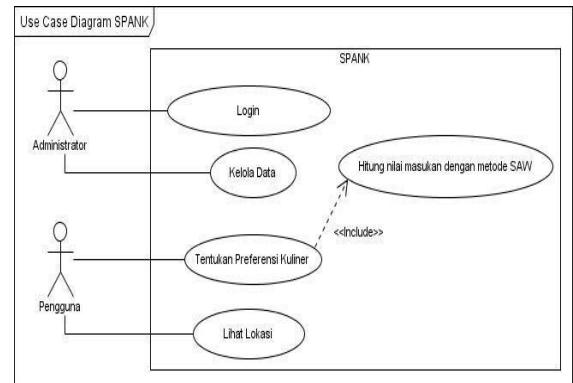 Use Case Diagram SPANK
SPANK
Login
Administrator
Kelola Data
Hitung nilai masukan dengan metode SAW
<<Include>>
Tentukan Preferensi Kuliner
Pengguna
Lihat Lokasi